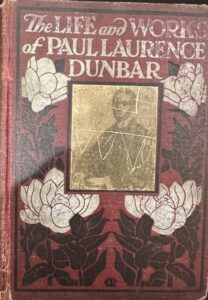 The LIFE and WORKS
of PAUL LAURENCE
DUNBAR